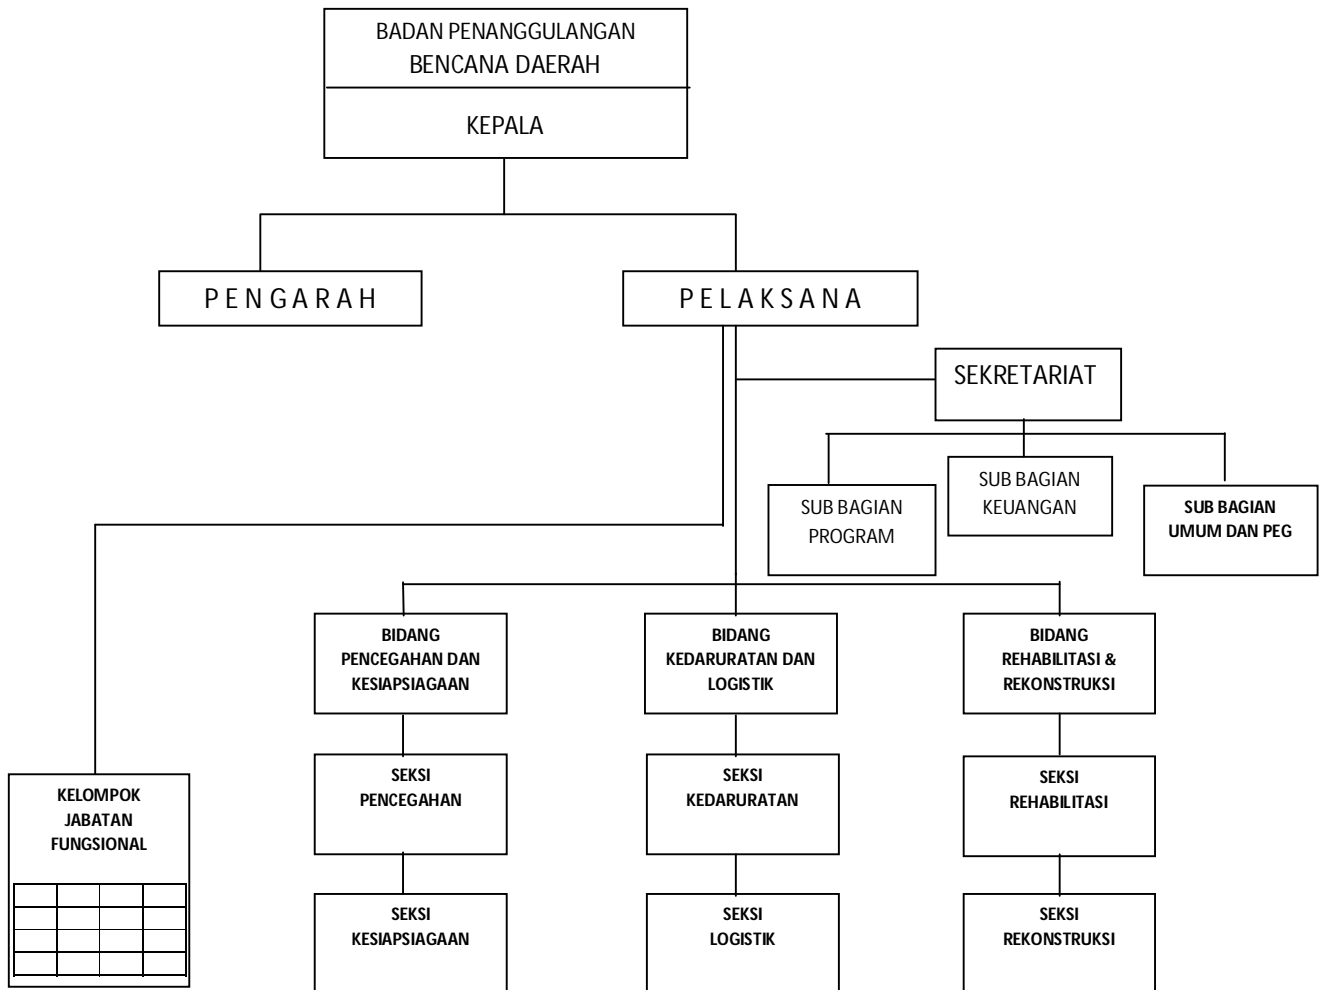 BADAN PENANGGULANGAN
BENCANA DAERAH
KEPALA
PENGARAH
PELAKSANA
SEKRETARIAT
SUB BAGIAN
PROGRAM
SUB BAGIAN
KEUANGAN
SUB BAGIAN
UMUM DAN PEG
BIDANG
PENCEGAHAN DAN
KESIAPSIAGAAN
BIDANG
KEDARURATAN DAN
LOGISTIK
BIDANG
REHABILITASI &
REKONSTRUKSI
KELOMPOK
JABATAN
FUNGSIONAL
SEKSI
PENCEGAHAN
SEKSI
KEDARURATAN
SEKSI
REHABILITASI
SEKSI
KESIAPSIAGAAN
SEKSI
LOGISTIK
SEKSI
REKONSTRUKSI